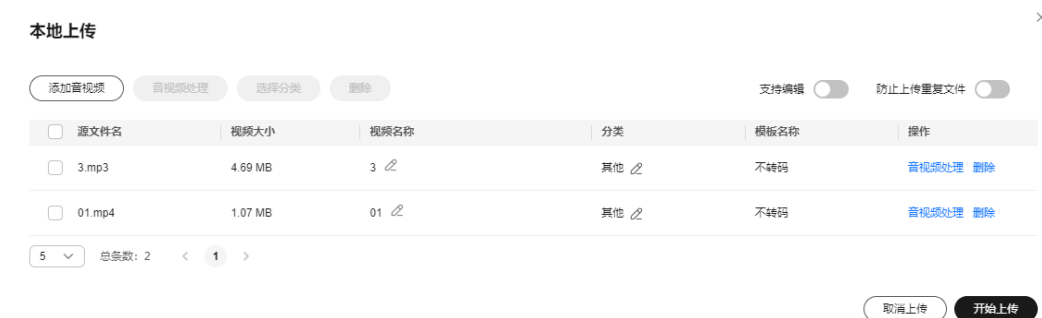 本地上传
添加音视频 音视频处理 选择分类 删除 支持编辑 防止上传重复文件
源文件名 视频大小 视频名称 分类 模板名称 操作
3.mp3 4.69 MB 3 其他 不转码 音视频处理 删除
01.mp4 1.07 MB 01 其他 不转码 音视频处理 删除
5 总条数：2 < 1 >
取消上传 开始上传